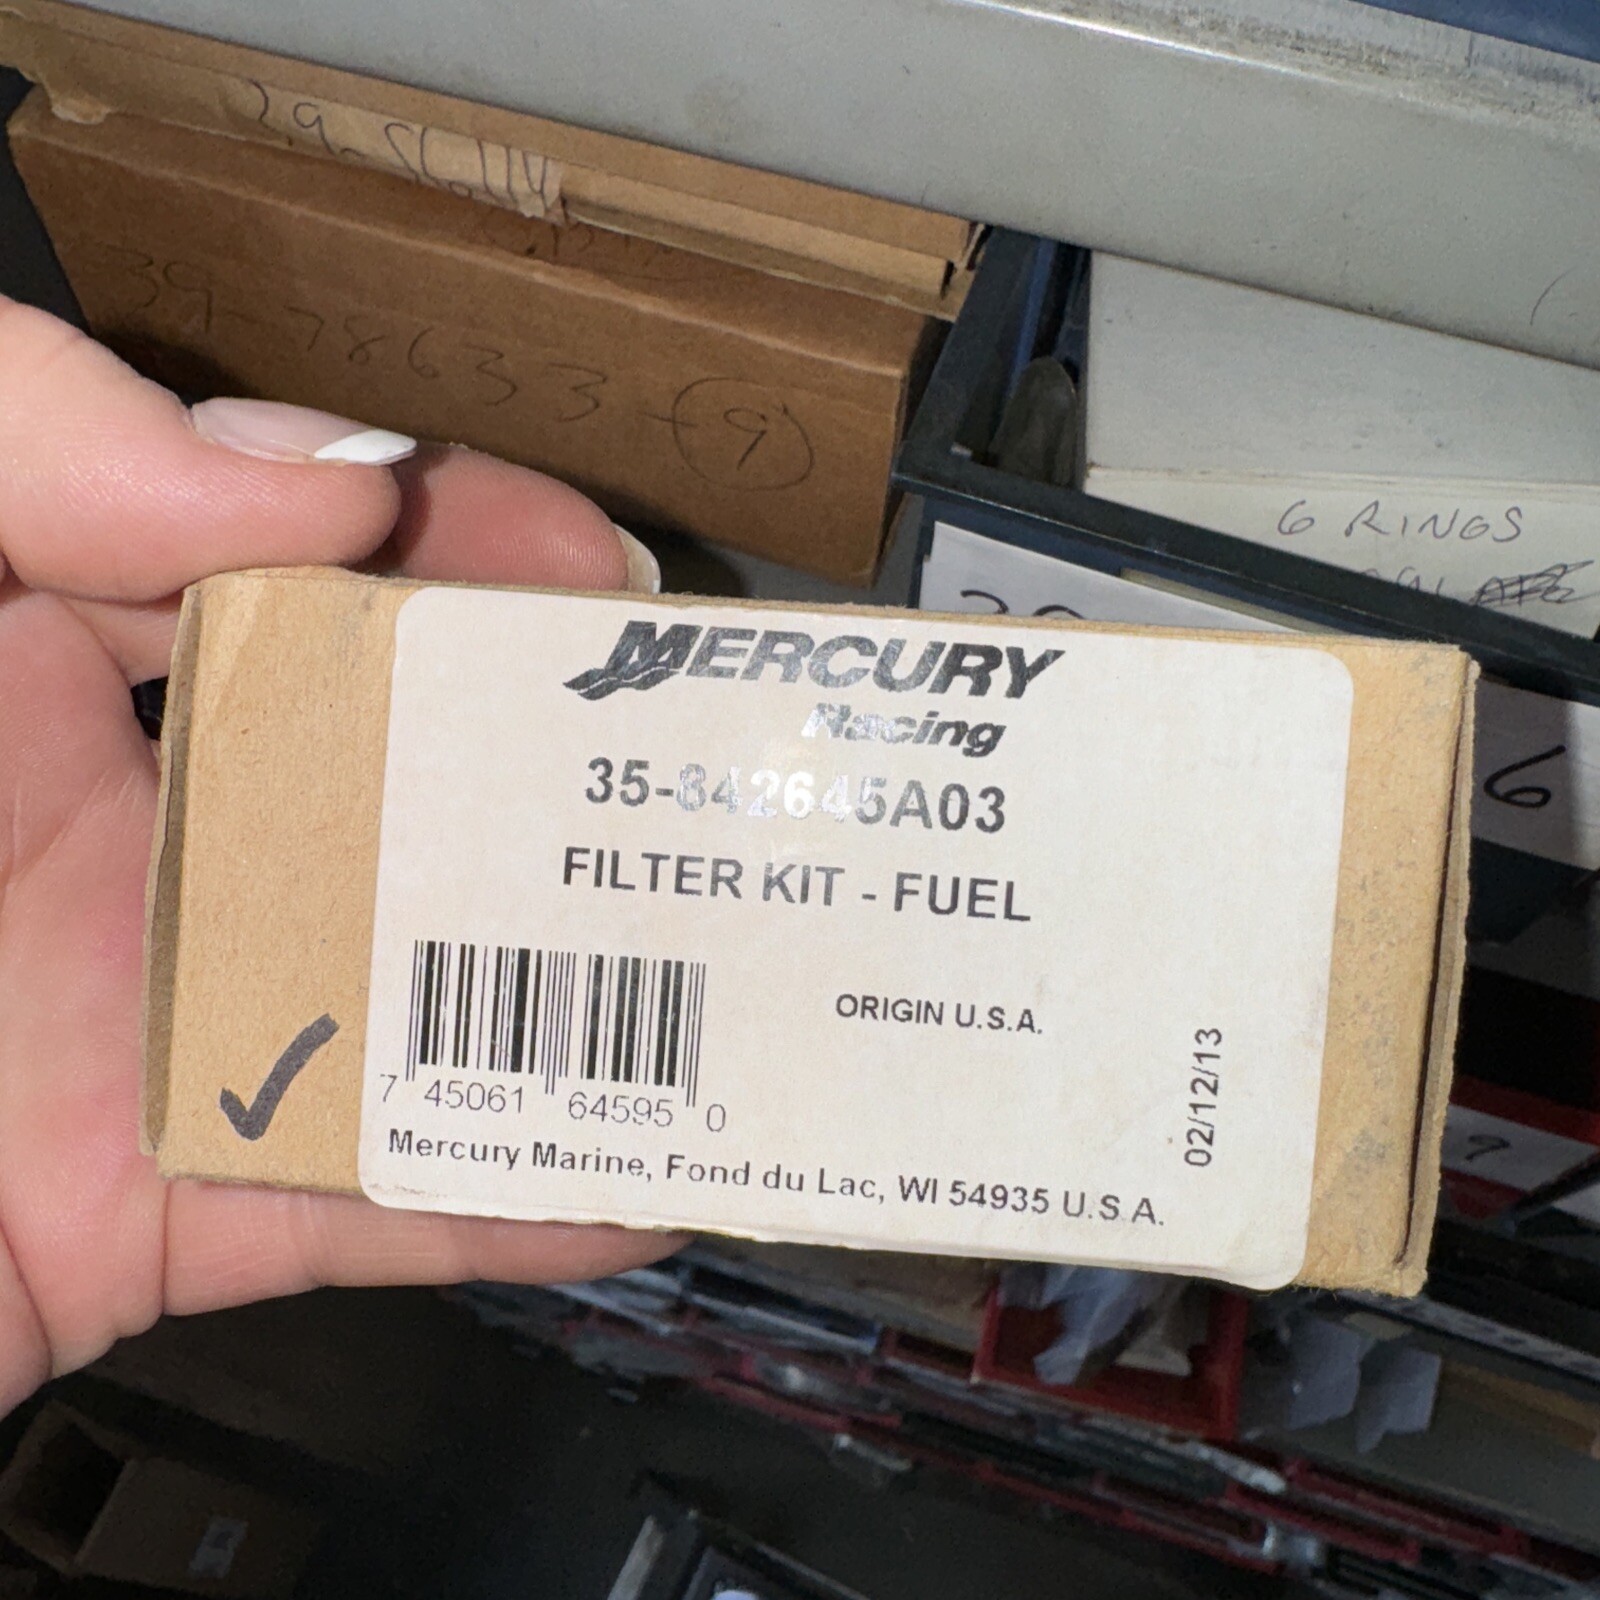 39-78633-9
6 RINGS
MERCURY
Racing
35-842645A03
FILTER KIT - FUEL
6
ORIGIN U.S.A.
02/12/13
7 45061 64595 0
Mercury Marine, Fond du Lac, WI 54935 U.S.A.